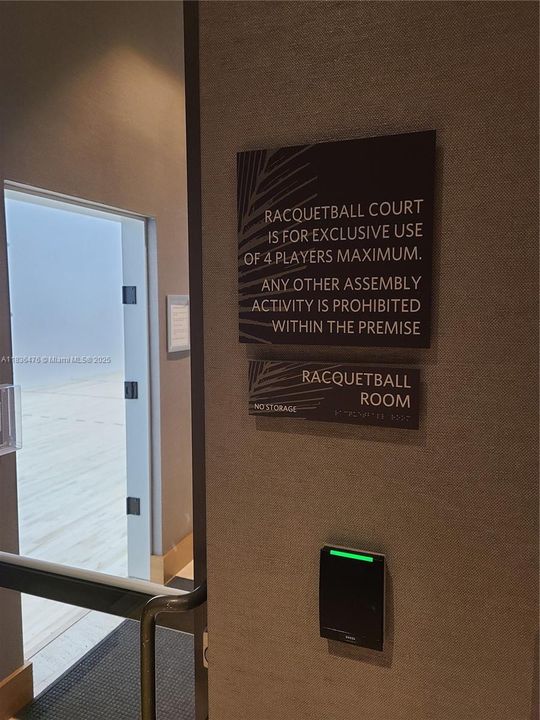 RACQUETBALL COURT
IS FOR EXCLUSIVE USE
OF 4 PLAYERS MAXIMUM.
ANY OTHER ASSEMBLY
ACTIVITY IS PROHIBITED
WITHIN THE PREMISE
RACQUETBALL
ROOM
NO STORAGE
A11836476 © Miami MLS® 2025